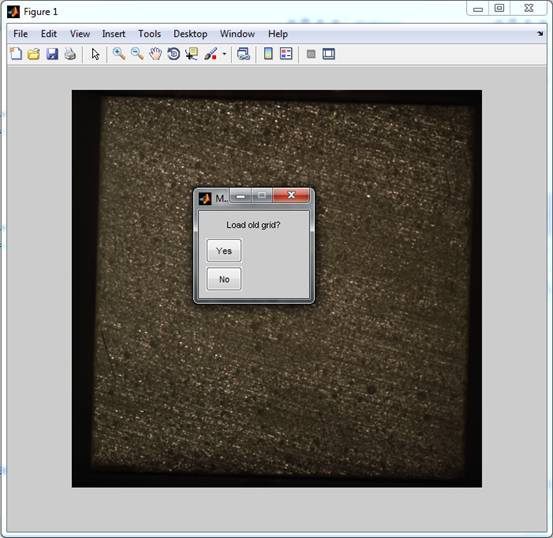 Figure 1
File Edit View Insert Tools Desktop Window Help
M...
Load old grid?
Yes
No